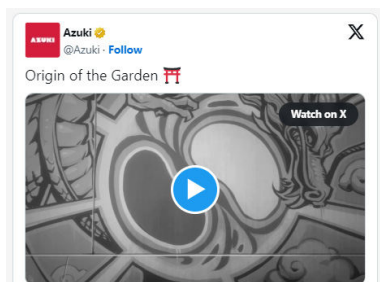 AZUKI
Azuki
@Azuki · Follow
Origin of the Garden ⛩️
Watch on X